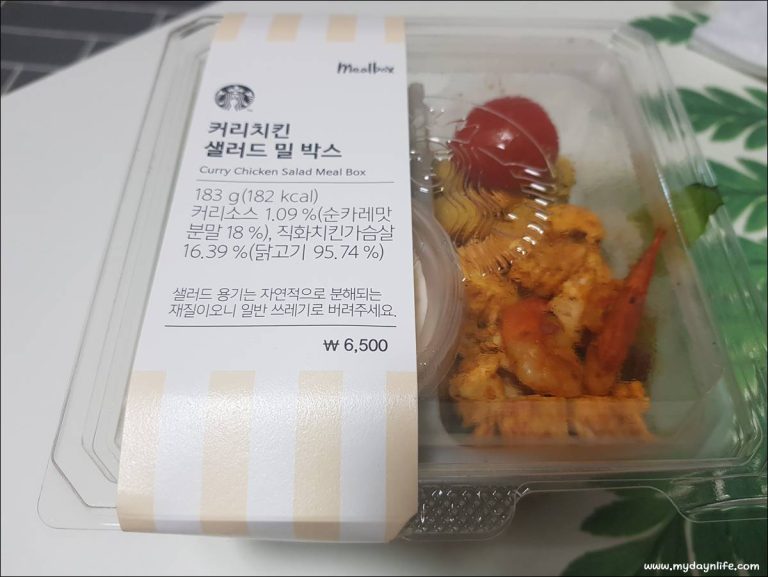 Mealbox
커리치킨
샐러드 밀 박스
Curry Chicken Salad Meal Box
183 g(182 kcal)
커리소스 1.09 %(순카레맛
분말 18 %), 직화치킨가슴살
16.39 %(닭고기 95.74 %)
샐러드 용기는 자연적으로 분해되는
재질이오니 일반 쓰레기로 버려주세요.
₩ 6,500
www.mydaynlife.com